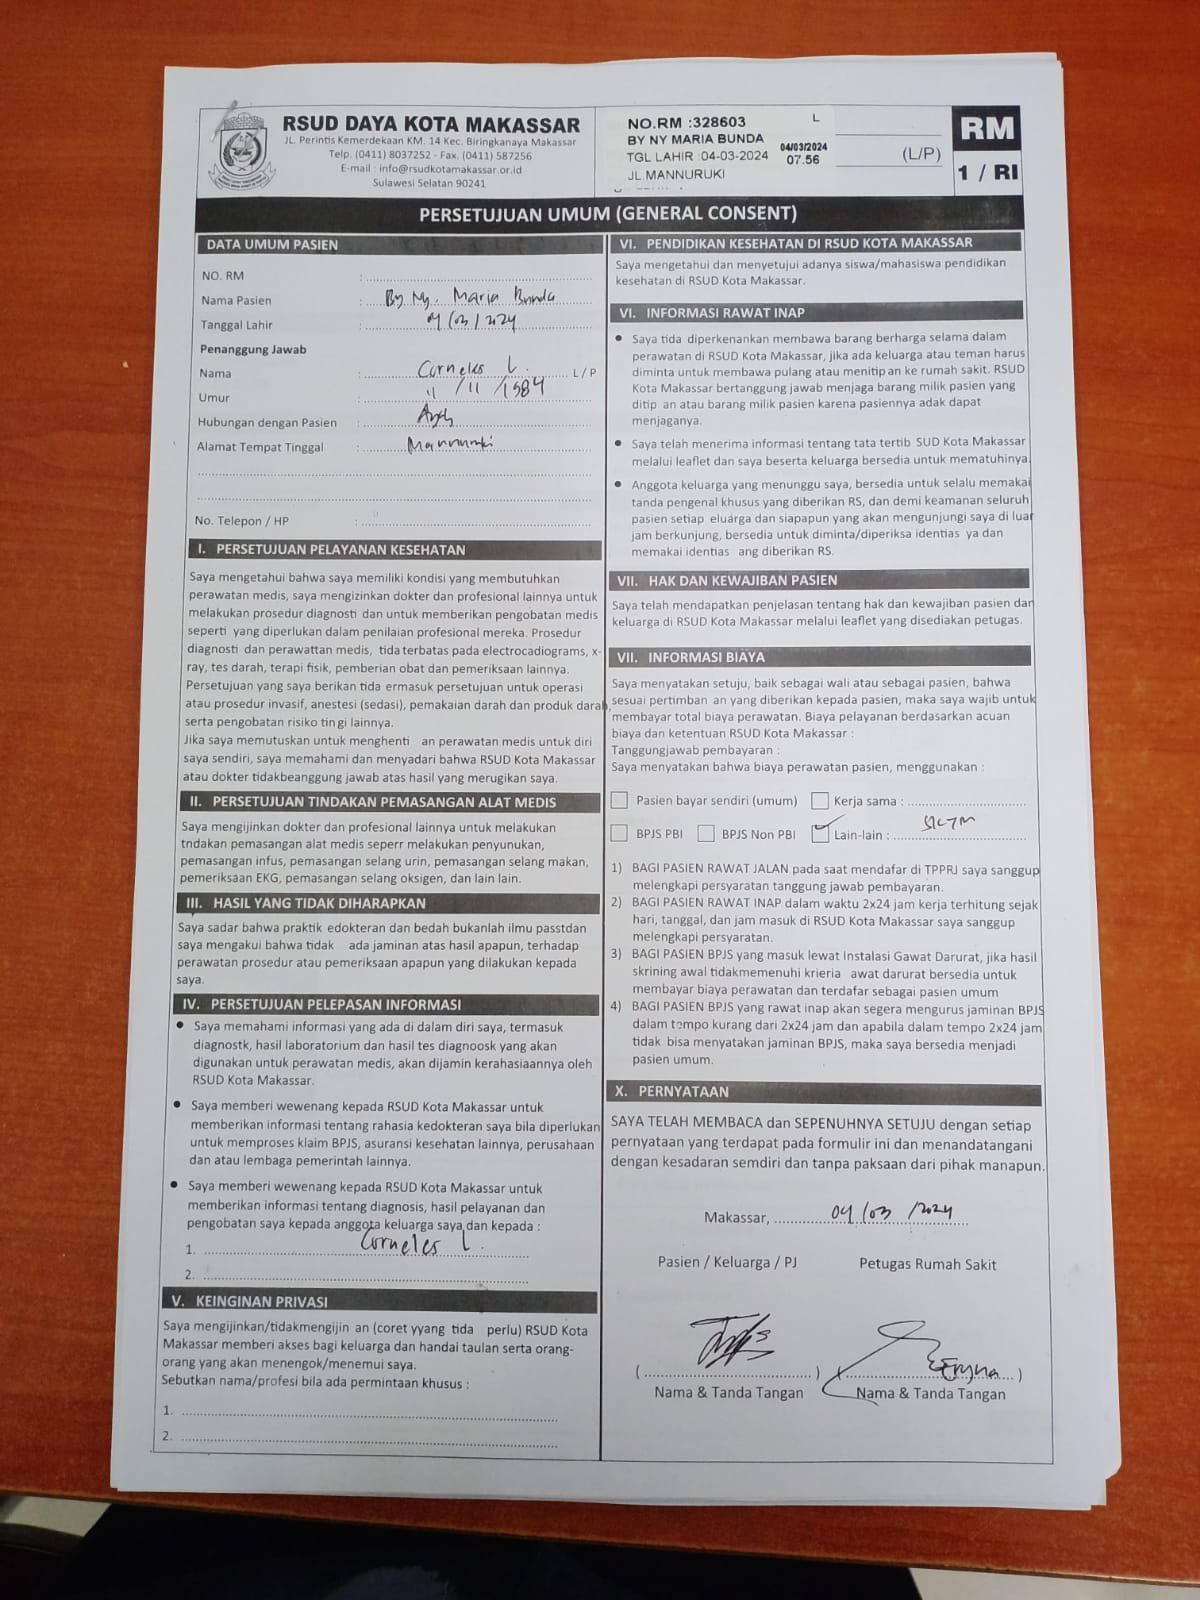 RSUD DAYA KOTA MAKASSAR
JL. Perintis Kemerdekaan KM. 14 Kec. Biringkanaya Makassar
Telp. (0411) 8037252 - Fax. (0411) 587256
E-mail : info@rsudkotamakassar.or.id
Sulawesi Selatan 90241
NO.RM :328603 L
BY NY MARIA BUNDA
TGL LAHIR :04-03-2024
04/03/2024
07.56
JL MANNURUKI
(L/P)
RM
1 / RI
PERSETUJUAN UMUM (GENERAL CONSENT)
DATA UMUM PASIEN
NO. RM :
Nama Pasien : By Ny. Maria Bunda
Tanggal Lahir : 04/03/2024
Penanggung Jawab
Nama : Corneles L. L / P
Umur : 11/11/1984
Hubungan dengan Pasien : Ayah
Alamat Tempat Tinggal : Mannuruki
No. Telepon / HP :
I. PERSETUJUAN PELAYANAN KESEHATAN
Saya mengetahui bahwa saya memiliki kondisi yang membutuhkan
perawatan medis, saya mengizinkan dokter dan profesional lainnya untuk
melakukan prosedur diagnosti dan untuk memberikan pengobatan medis
seperti yang diperlukan dalam penilaian profesional mereka. Prosedur
diagnosti dan perawattan medis, tida terbatas pada electrocadiograms, x-
ray, tes darah, terapi fisik, pemberian obat dan pemeriksaan lainnya.
Persetujuan yang saya berikan tida ermasuk persetujuan untuk operasi
atau prosedur invasif, anestesi (sedasi), pemakaian darah dan produk darah,
serta pengobatan risiko tin gi lainnya.
Jika saya memutuskan untuk menghenti an perawatan medis untuk diri
saya sendiri, saya memahami dan menyadari bahwa RSUD Kota Makassar
atau dokter tidakbeanggung jawab atas hasil yang merugikan saya.
II. PERSETUJUAN TINDAKAN PEMASANGAN ALAT MEDIS
Saya mengijinkan dokter dan profesional lainnya untuk melakukan
tndakan pemasangan alat medis seperr melakukan penyunukan,
pemasangan infus, pemasangan selang urin, pemasangan selang makan,
pemeriksaan EKG, pemasangan selang oksigen, dan lain lain.
III. HASIL YANG TIDAK DIHARAPKAN
Saya sadar bahwa praktik edokteran dan bedah bukanlah ilmu passtdan
saya mengakui bahwa tidak ada jaminan atas hasil apapun, terhadap
perawatan prosedur atau pemeriksaan apapun yang dilakukan kepada
saya.
IV. PERSETUJUAN PELEPASAN INFORMASI
• Saya memahami informasi yang ada di dalam diri saya, termasuk
diagnostk, hasil laboratorium dan hasil tes diagnoosk yang akan
digunakan untuk perawatan medis, akan dijamin kerahasiaannya oleh
RSUD Kota Makassar.
• Saya memberi wewenang kepada RSUD Kota Makassar untuk
memberikan informasi tentang rahasia kedokteran saya bila diperlukan
untuk memproses klaim BPJS, asuransi kesehatan lainnya, perusahaan
dan atau lembaga pemerintah lainnya.
• Saya memberi wewenang kepada RSUD Kota Makassar untuk
memberikan informasi tentang diagnosis, hasil pelayanan dan
pengobatan saya kepada anggota keluarga saya dan kepada :
1. Corneles L.
2.
V. KEINGINAN PRIVASI
Saya mengijinkan/tidakmengijin an (coret yyang tida perlu) RSUD Kota
Makassar memberi akses bagi keluarga dan handai taulan serta orang-
orang yang akan menengok/menemui saya.
Sebutkan nama/profesi bila ada permintaan khusus :
1.
2.
VI. PENDIDIKAN KESEHATAN DI RSUD KOTA MAKASSAR
Saya mengetahui dan menyetujui adanya siswa/mahasiswa pendidikan
kesehatan di RSUD Kota Makassar.
VI. INFORMASI RAWAT INAP
• Saya tida diperkenankan membawa barang berharga selama dalam
perawatan di RSUD Kota Makassar, jika ada keluarga atau teman harus
diminta untuk membawa pulang atau menitip an ke rumah sakit. RSUD
Kota Makassar bertanggung jawab menjaga barang milik pasien yang
ditip an atau barang milik pasien karena pasiennya adak dapat
menjaganya.
• Saya telah menerima informasi tentang tata tertib SUD Kota Makassar
melalui leaflet dan saya beserta keluarga bersedia untuk mematuhinya.
• Anggota keluarga yang menunggu saya, bersedia untuk selalu memakai
tanda pengenal khusus yang diberikan RS, dan demi keamanan seluruh
pasien setiap eluarga dan siapapun yang akan mengunjungi saya di luar
jam berkunjung, bersedia untuk diminta/diperiksa identias ya dan
memakai identias ang diberikan RS.
VII. HAK DAN KEWAJIBAN PASIEN
Saya telah mendapatkan penjelasan tentang hak dan kewajiban pasien dan
keluarga di RSUD Kota Makassar melalui leaflet yang disediakan petugas.
VII. INFORMASI BIAYA
Saya menyatakan setuju, baik sebagai wali atau sebagai pasien, bahwa
sesuai pertimban an yang diberikan kepada pasien, maka saya wajib untuk
membayar total biaya perawatan. Biaya pelayanan berdasarkan acuan
biaya dan ketentuan RSUD Kota Makassar :
Tanggungjawab pembayaran :
Saya menyatakan bahwa biaya perawatan pasien, menggunakan :
Pasien bayar sendiri (umum) Kerja sama :
BPJS PBI BPJS Non PBI Lain-lain :
1) BAGI PASIEN RAWAT JALAN pada saat mendafar di TPPRJ saya sanggup
melengkapi persyaratan tanggung jawab pembayaran.
2) BAGI PASIEN RAWAT INAP dalam waktu 2x24 jam kerja terhitung sejak
hari, tanggal, dan jam masuk di RSUD Kota Makassar saya sanggup
melengkapi persyaratan.
3) BAGI PASIEN BPJS yang masuk lewat Instalasi Gawat Darurat, jika hasil
skrining awal tidakmemenuhi krieria awat darurat bersedia untuk
membayar biaya perawatan dan terdafar sebagai pasien umum
4) BAGI PASIEN BPJS yang rawat inap akan segera mengurus jaminan BPJS
dalam tempo kurang dari 2x24 jam dan apabila dalam tempo 2x24 jam
tidak bisa menyatakan jaminan BPJS, maka saya bersedia menjadi
pasien umum.
X. PERNYATAAN
SAYA TELAH MEMBACA dan SEPENUHNYA SETUJU dengan setiap
pernyataan yang terdapat pada formulir ini dan menandatangani
dengan kesadaran semdiri dan tanpa paksaan dari pihak manapun.
Makassar, 04/03/2024
Pasien / Keluarga / PJ Petugas Rumah Sakit
Nama & Tanda Tangan Nama & Tanda Tangan